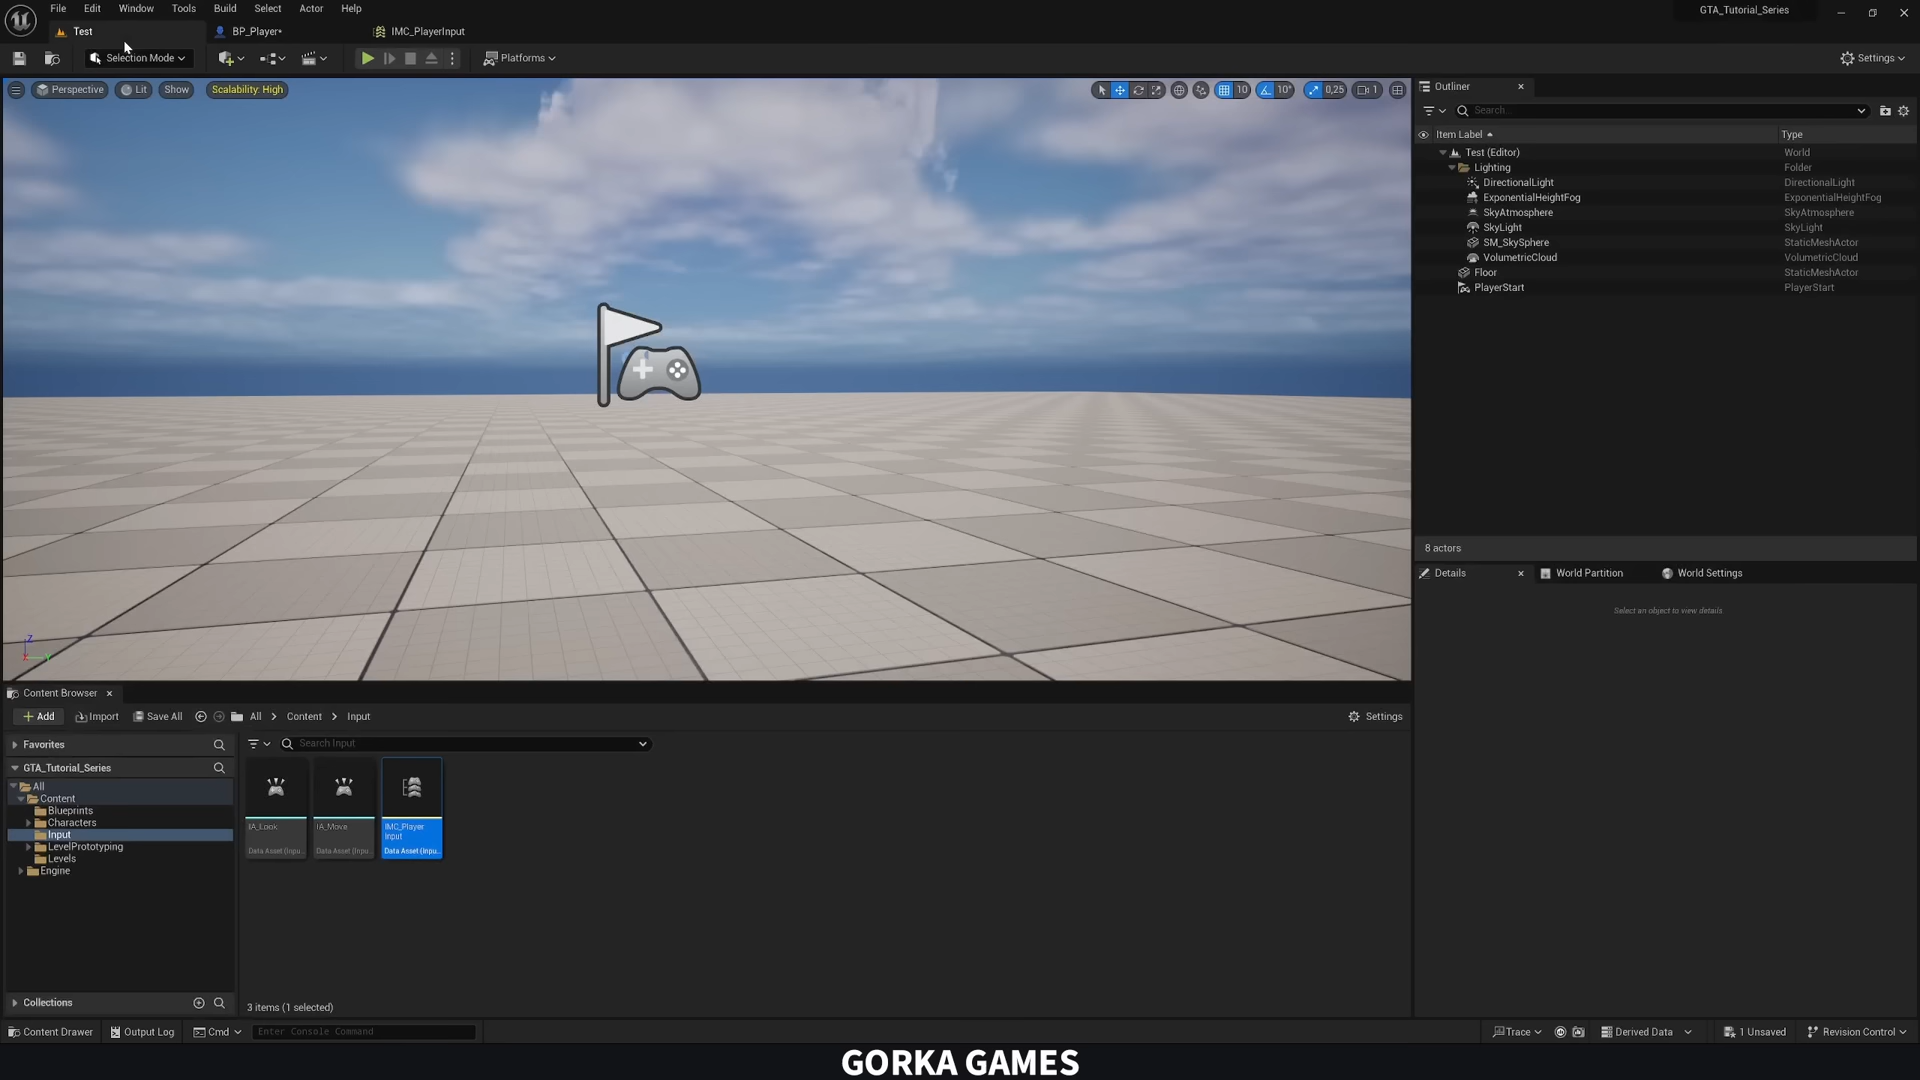 File Edit Window Tools Build Select Actor Help
GTA_Tutorial_Series
Test
BP_Player*
IMC_PlayerInput
Selection Mode
Platforms
Settings
Perspective
Lit
Show
Scalability: High
10
10°
0,25
1
Outliner
Search...
Item Label
Type
Test (Editor) World
Lighting Folder
DirectionalLight DirectionalLight
ExponentialHeightFog ExponentialHeightFog
SkyAtmosphere SkyAtmosphere
SkyLight SkyLight
SM_SkySphere StaticMeshActor
VolumetricCloud VolumetricCloud
Floor StaticMeshActor
PlayerStart PlayerStart
8 actors
Details
World Partition
World Settings
Select an object to view details
Z
Content Browser
Add
Import
Save All
All
Content
Input
Settings
Favorites
Search Input
GTA_Tutorial_Series
All
Content
Blueprints
Characters
Input
LevelPrototyping
Levels
Engine
IA_Look
Data Asset (Inpu...
IA_Move
Data Asset (Inpu...
IMC_Player
Input
Data Asset (Inpu...
Collections
3 items (1 selected)
Content Drawer
Output Log
Cmd
Enter Console Command
Trace
Derived Data
1 Unsaved
Revision Control
GORKA GAMES